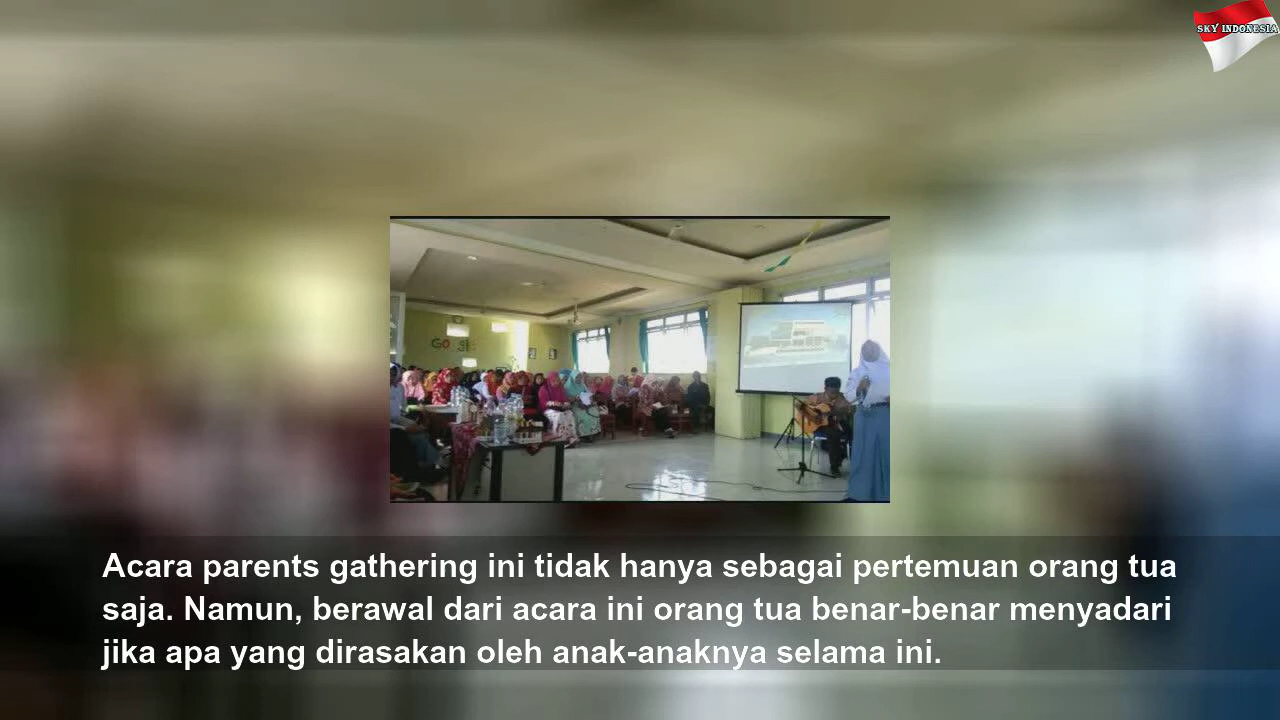 SKY INDONESIA
Google
Acara parents gathering ini tidak hanya sebagai pertemuan orang tua
saja. Namun, berawal dari acara ini orang tua benar-benar menyadari
jika apa yang dirasakan oleh anak-anaknya selama ini.